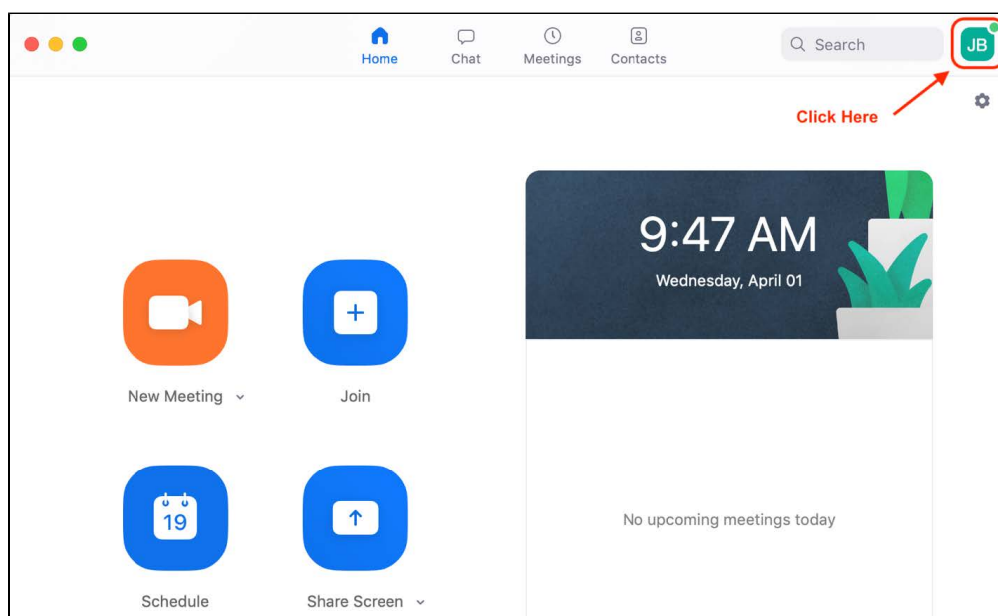 Home
Chat
Meetings
Contacts
Search
JB
Click Here
9:47 AM
Wednesday, April 01
New Meeting
Join
19
Schedule
Share Screen
No upcoming meetings today